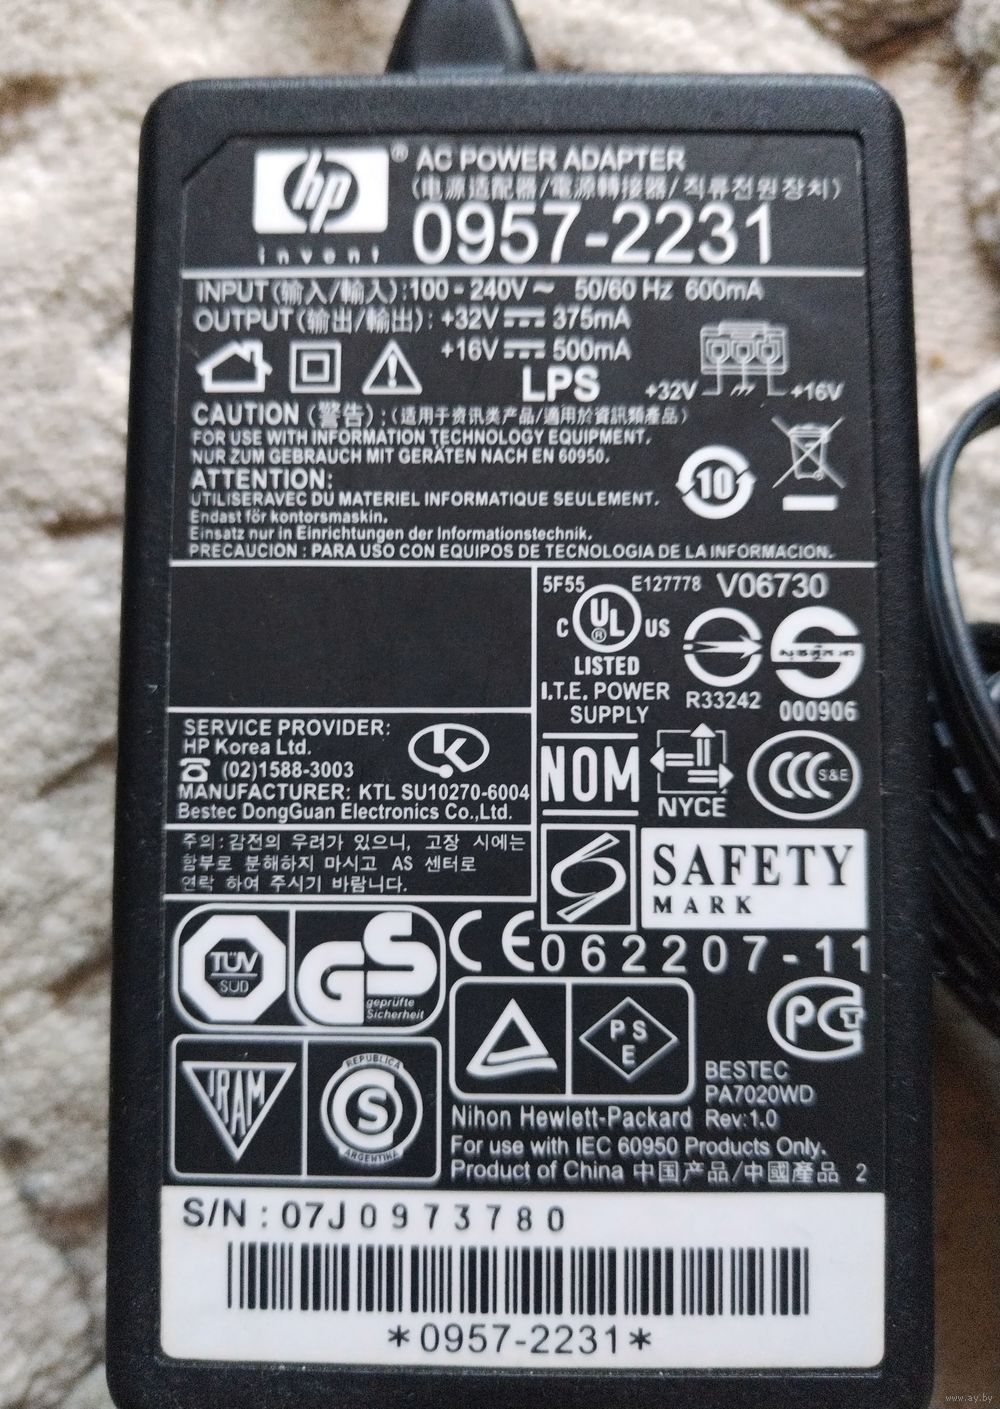 hp ® AC POWER ADAPTER
invent
(电源适配器/電源轉接器/직류전원장치)
0957-2231
INPUT(输入/輸入):100 - 240V ~ 50/60 Hz 600mA
OUTPUT(输出/輸出): +32V 375mA
+16V 500mA
LPS
+32V +16V
CAUTION (警告) : (适用于资讯类产品/適用於資訊類產品)
FOR USE WITH INFORMATION TECHNOLOGY EQUIPMENT.
NUR ZUM GEBRAUCH MIT GERÄTEN NACH EN 60950.
ATTENTION:
UTILISERAVEC DU MATERIEL INFORMATIQUE SEULEMENT.
10
Endast för kontorsmaskin.
Einsatz nur in Einrichtungen der Informationstechnik.
PRECAUCION : PARA USO CON EQUIPOS DE TECNOLOGIA DE LA INFORMACIÓN.
5F55 E127778 V06730
C UL ® US
LISTED
I.T.E. POWER
SUPPLY
R33242
000906
SERVICE PROVIDER:
HP Korea Ltd.
(02)1588-3003
MANUFACTURER: KTL SU10270-6004
Bestec DongGuan Electronics Co.,Ltd.
NOM
NYCE
CCC S&E
주의:감전의 우려가 있으니, 고장 시에는
함부로 분해하지 마시고 AS 센터로
연락 하여 주시기 바랍니다.
SAFETY
MARK
TÜV
SÜD
GS
geprüfte
Sicherheit
CE 062207-11
PS
E
PCT
BESTEC
PA7020WD
IRAM
REPUBLICA
S
ARGENTINA
Nihon Hewlett-Packard Rev:1.0
For use with IEC 60950 Products Only.
Product of China 中国产品/中國產品 2
S/N : 07J0973780
*0957-2231*
www.ay.by